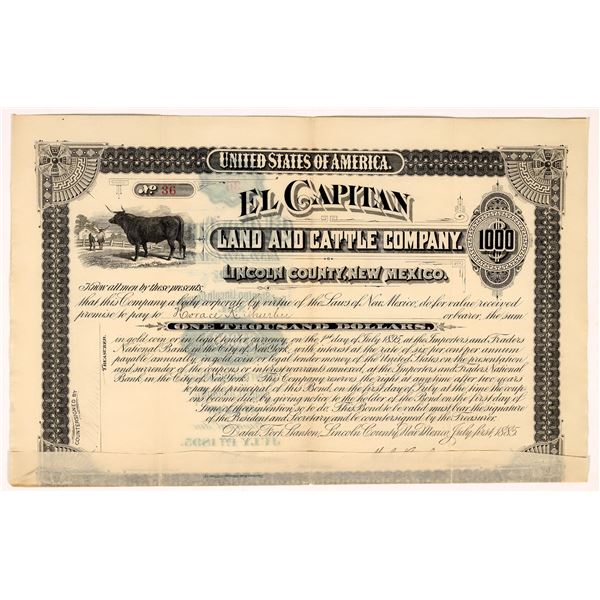 UNITED STATES OF AMERICA.
No 36
EL CAPITAN
LAND AND CATTLE COMPANY.
1000
LINCOLN COUNTY, NEW MEXICO.
Know all men by these presents,
that this Company a body corporate by virtue of the Laws of New Mexico, do for value received
promise to pay to Horace or bearer, the sum
ONE THOUSAND DOLLARS.
in gold coin or in legal tender currency, on the 1st day of July 1895, at the Importers and Traders
National Bank, in the City of New York, with interest at the rate of six per cent per annum
payable annually, in gold coin or legal tender money of the United States on the presentation
and surrender of the coupons or interest warrants annexed, at the Importers and Traders National
Bank in the City of New York. This Company reserves the right at any time after two years
to pay the principal of this Bond, on the first day of July, at the time the coup
ons become due, by giving notice to the holder of the Bond on the first day of
June of their intention so to do. This Bond to be valid must bear the signature
of the President and Secretary and be countersigned by the Treasurer.
Dated, Fort Stanton, Lincoln County, New Mexico, July first 1885.
COUNTERSIGNED BY
TREASURER.
JULY 1ST 1895.